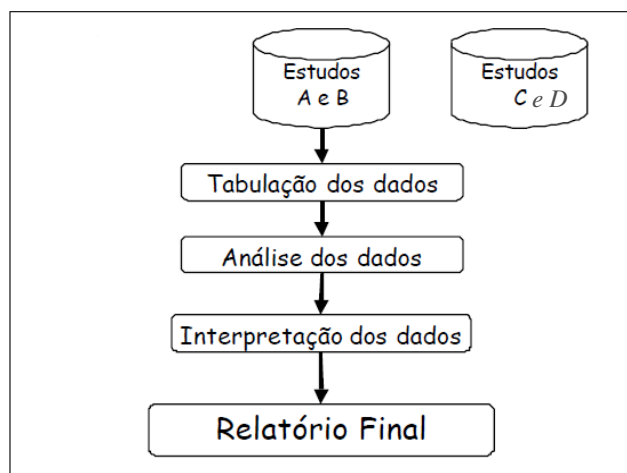 Estudos
A e B
Estudos
C e D
Tabulação dos dados
Análise dos dados
Interpretação dos dados
Relatório Final